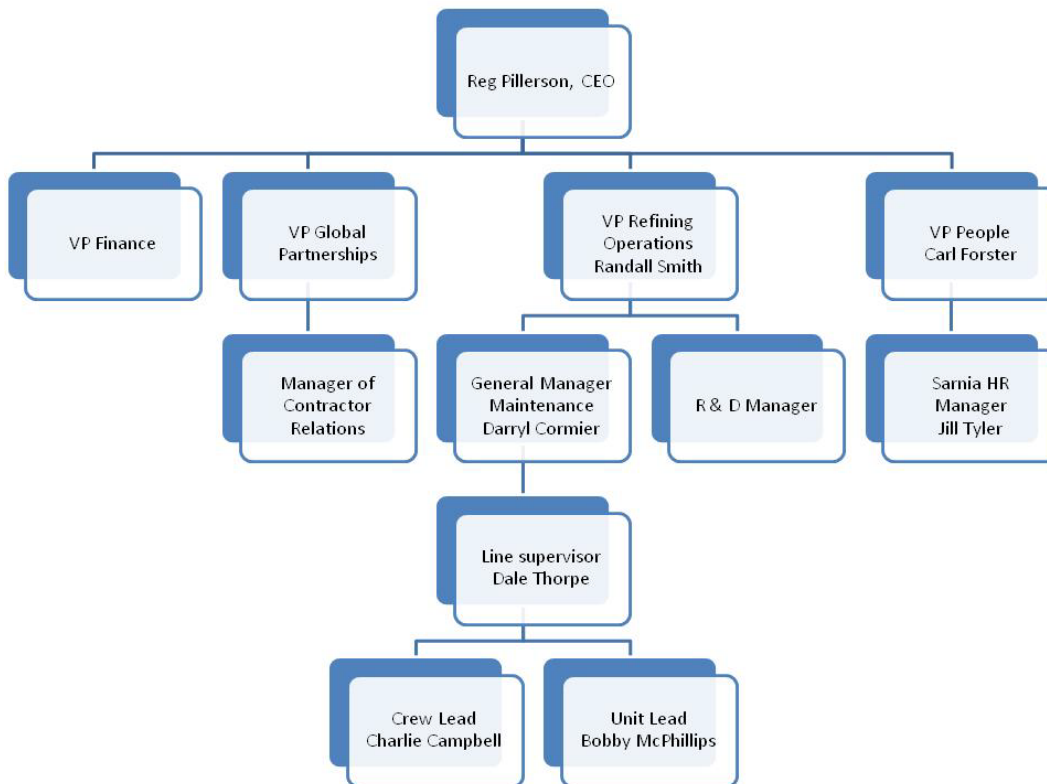 Reg Pillerson, CEO
VP Finance
VP Global
Partnerships
VP Refining
Operations
Randall Smith
VP People
Carl Forster
Manager of
Contractor
Relations
General Manager
Maintenance
Darryl Cormier
R & D Manager
Sarnia HR
Manager
Jill Tyler
Line supervisor
Dale Thorpe
Crew Lead
Charlie Campbell
Unit Lead
Bobby McPhillips